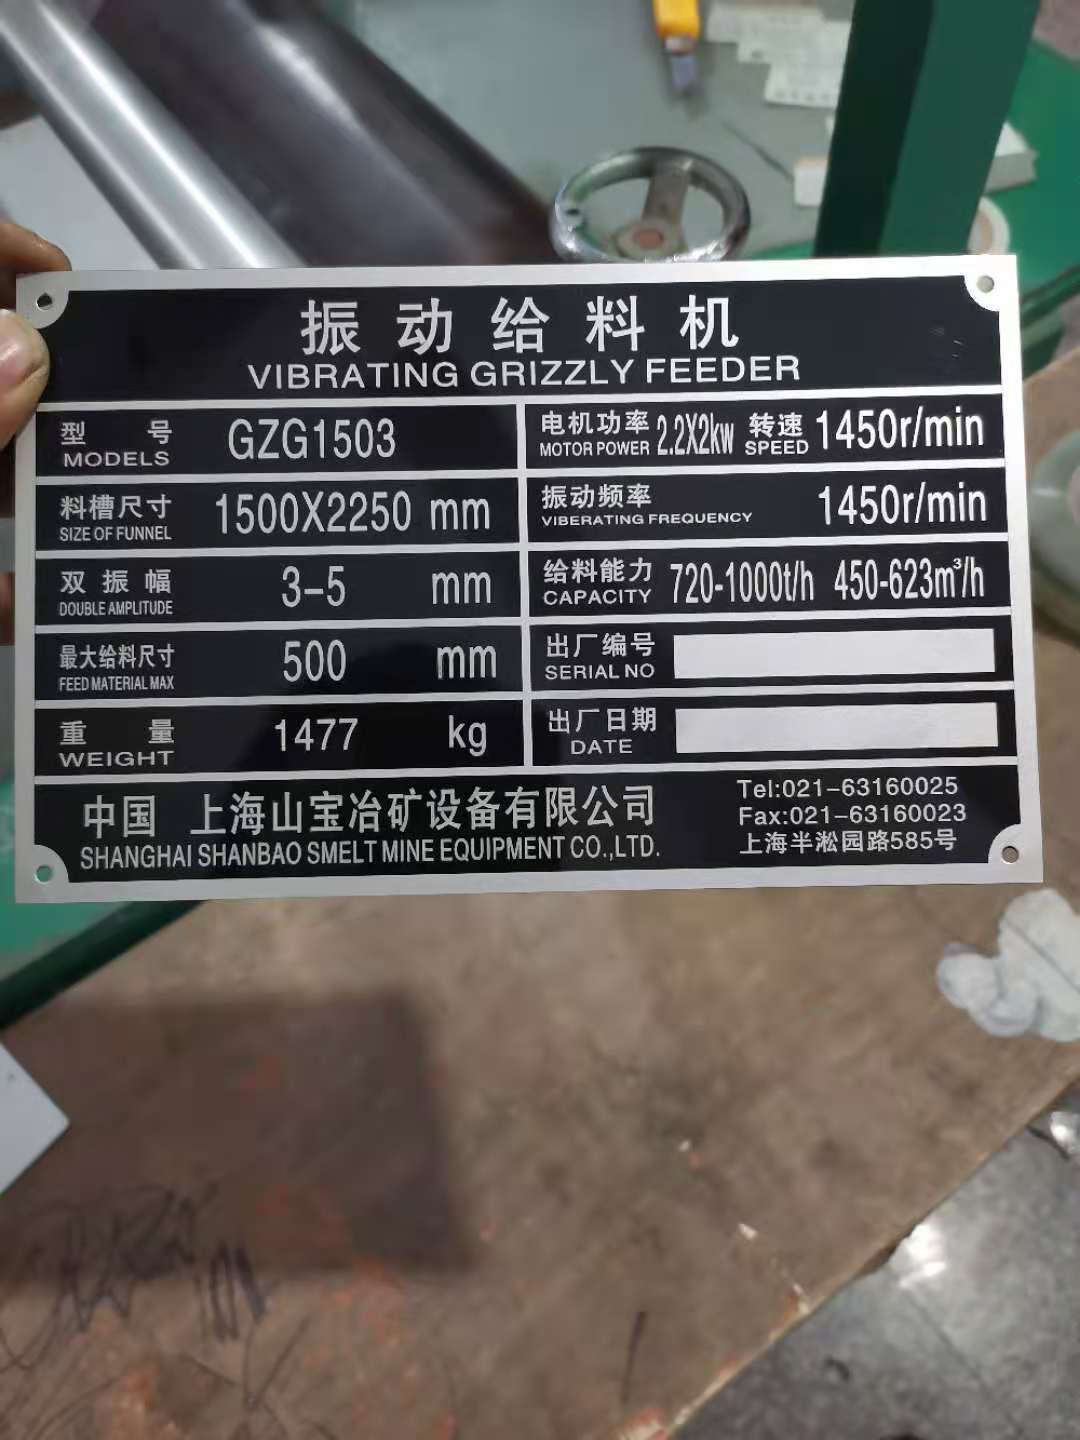 振动给料机
VIBRATING GRIZZLY FEEDER
型 号 GZG1503
MODELS
电机功率 2.2X2kw 转速 1450r/min
MOTOR POWER SPEED
料槽尺寸 1500X2250 mm
SIZE OF FUNNEL
振动频率 1450r/min
VIBERATING FREQUENCY
双振幅 3-5 mm
DOUBLE AMPLITUDE
给料能力 720-1000t/h 450-623m³/h
CAPACITY
最大给料尺寸 500 mm
FEED MATERIAL MAX
出厂编号
SERIAL NO
重 量 1477 kg
WEIGHT
出厂日期
DATE
中国 上海山宝冶矿设备有限公司
SHANGHAI SHANBAO SMELT MINE EQUIPMENT CO.,LTD.
Tel:021-63160025
Fax:021-63160023
上海半淞园路585号